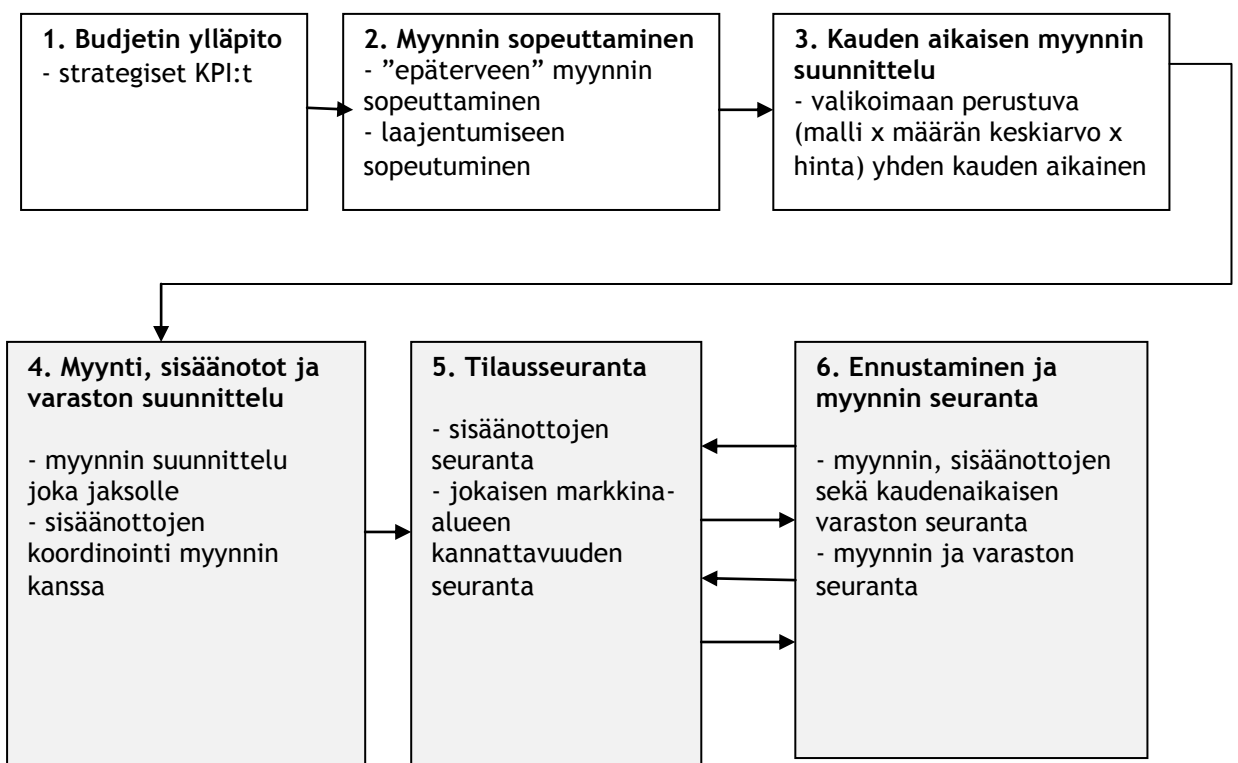 1. Budjetin ylläpito
- strategiset KPI:t
2. Myynnin sopeuttaminen
- ”epäterveen” myynnin
sopeuttaminen
- laajentumiseen
sopeutuminen
3. Kauden aikaisen myynnin
suunnittelu
- valikoimaan perustuva
(malli x määrän keskiarvo x
hinta) yhden kauden aikainen
4. Myynti, sisäänotot ja
varaston suunnittelu
- myynnin suunnittelu
joka jaksolle
- sisäänottojen
koordinointi myynnin
kanssa
5. Tilausseuranta
- sisäänottojen
seuranta
- jokaisen markkina-
alueen
kannattavuuden
seuranta
6. Ennustaminen ja
myynnin seuranta
- myynnin, sisäänottojen
sekä kaudenaikaisen
varaston seuranta
- myynnin ja varaston
seuranta